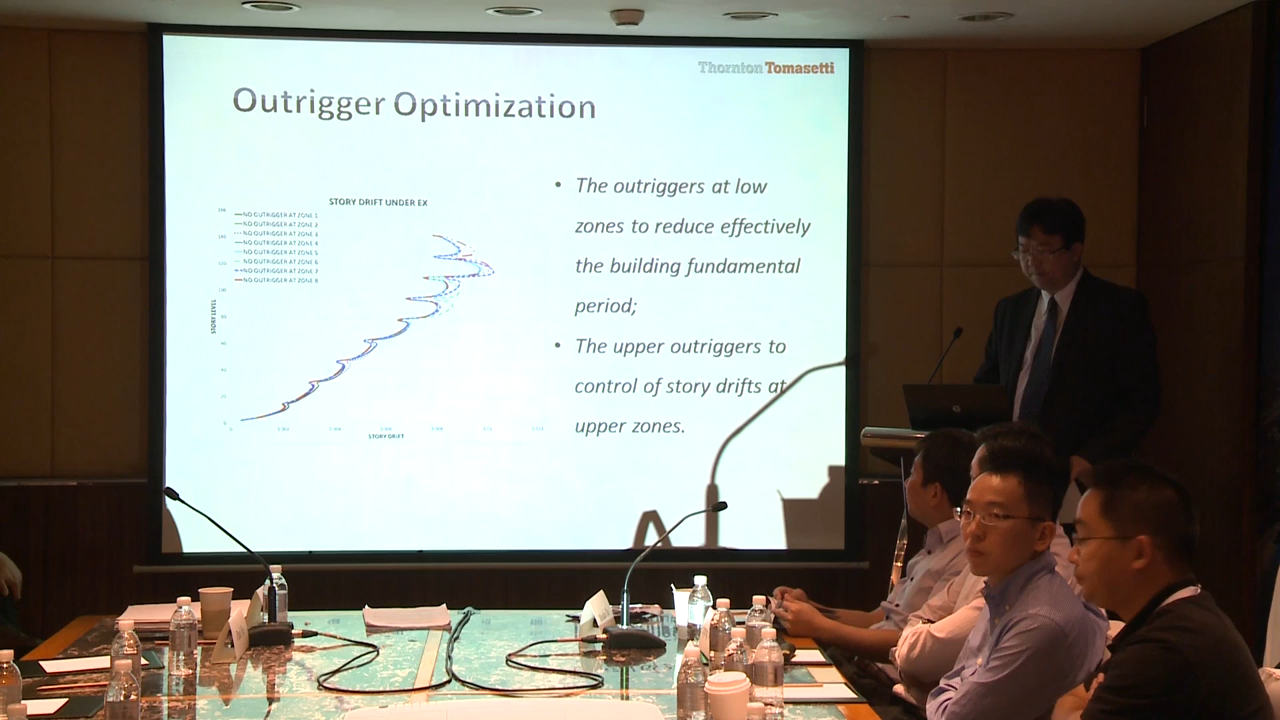 Thornton Tomasetti
Outrigger Optimization
STORY DRIFT UNDER EX
NO OUTRIGGER AT ZONE 1
NO OUTRIGGER AT ZONE 2
NO OUTRIGGER AT ZONE 3
NO OUTRIGGER AT ZONE 4
NO OUTRIGGER AT ZONE 5
NO OUTRIGGER AT ZONE 6
NO OUTRIGGER AT ZONE 7
NO OUTRIGGER AT ZONE 8
STORY LEVEL
STORY DRIFT
• The outriggers at low
zones to reduce effectively
the building fundamental
period;
• The upper outriggers to
control of story drifts at
upper zones.